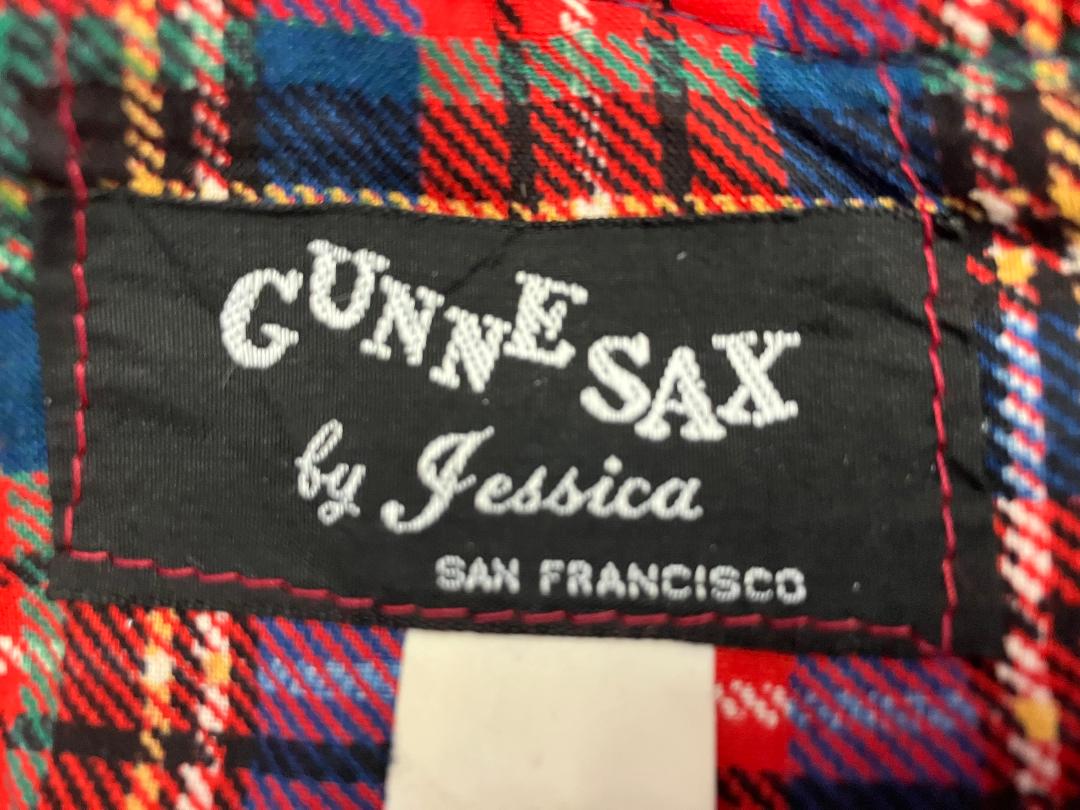 GUNNE SAX
by Jessica
SAN FRANCISCO